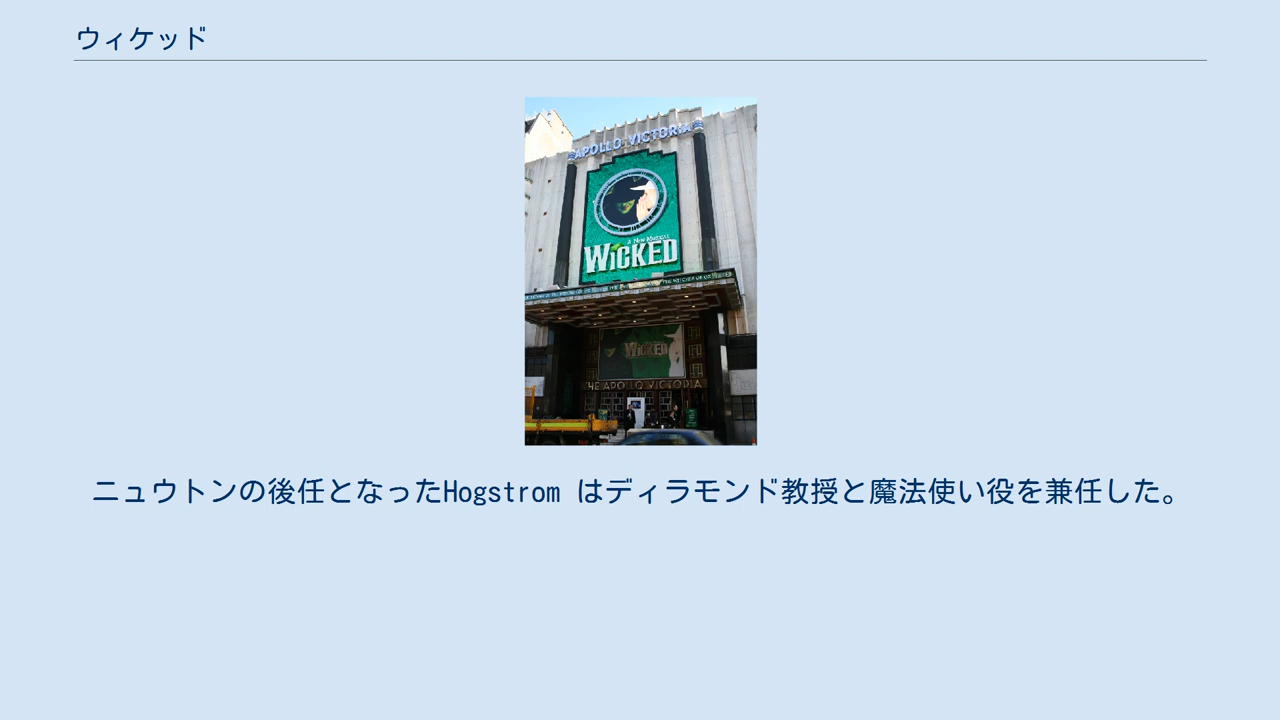 ウィケッド
APOLLO VICTORIA
A New Musical
WICKED
WICKED
THE APOLLO VICTORIA
ニュウトンの後任となったHogstrom はディラモンド教授と魔法使い役を兼任した。